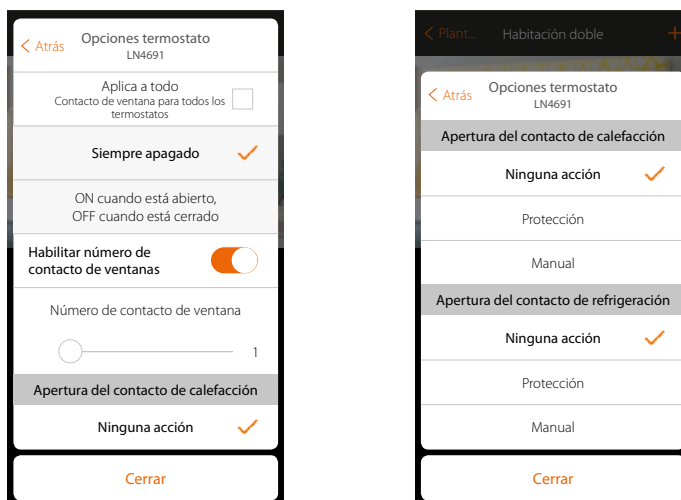 Atrás
Opciones termostato
LN4691
Aplica a todo
Contacto de ventana para todos los
termostatos
Siempre apagado
ON cuando está abierto,
OFF cuando está cerrado
Habilitar número de
contacto de ventanas
Número de contacto de ventana
1
Apertura del contacto de calefacción
Ninguna acción
Cerrar
Plant...
Habitación doble
Atrás
Opciones termostato
LN4691
Apertura del contacto de calefacción
Ninguna acción
Protección
Manual
Apertura del contacto de refrigeración
Ninguna acción
Protección
Manual
Cerrar